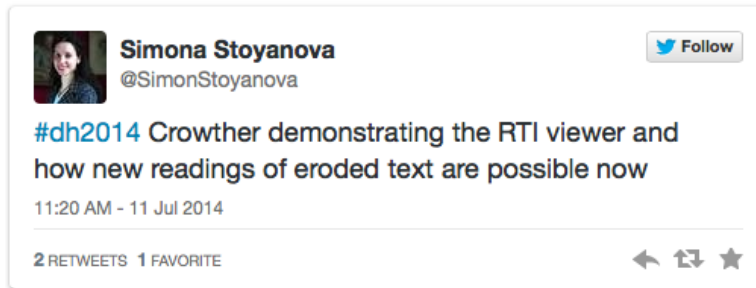 Simona Stoyanova
@SimonStoyanova
Follow
#dh2014 Crowther demonstrating the RTI viewer and
how new readings of eroded text are possible now
11:20 AM - 11 Jul 2014
2 RETWEETS 1 FAVORITE